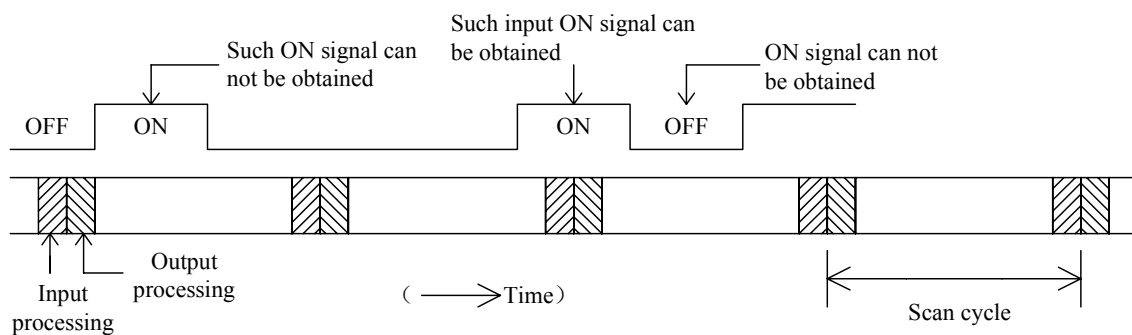 Such ON signal can
not be obtained
Such input ON signal can
be obtained
ON signal can not
be obtained
OFF
ON
ON
OFF
Input
processing
Output
processing
(
Time）
Scan cycle